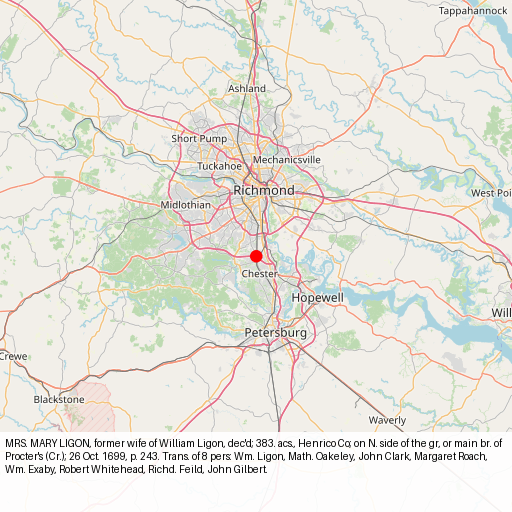 Tappahannock
Ashland
Short Pump
Mechanicsville
Tuckahoe
Richmond
West Poi
Midlothian
Chester
Hopewell
Will
Petersburg
Crewe
Blackstone
Waverly
MRS. MARY LIGON, former wife of William Ligon, dec'd; 383. acs., Henrico Co; on N. side of the gr, or main br. of
Procter's (Cr.); 26 Oct. 1699, p. 243. Trans. of 8 pers: Wm. Ligon, Math. Oakeley, John Clark, Margaret Roach,
Wm. Exaby, Robert Whitehead, Richd. Feild, John Gilbert.